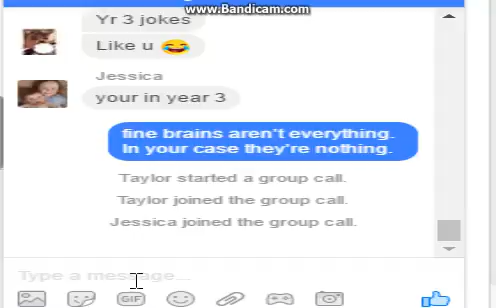 www.Bandicam.com
Yr 3 jokes
Like u 😂
Jessica
your in year 3
fine brains aren't everything.
In your case they're nothing.
Taylor started a group call.
Taylor joined the group call.
Jessica joined the group call.
Type a message...
GIF